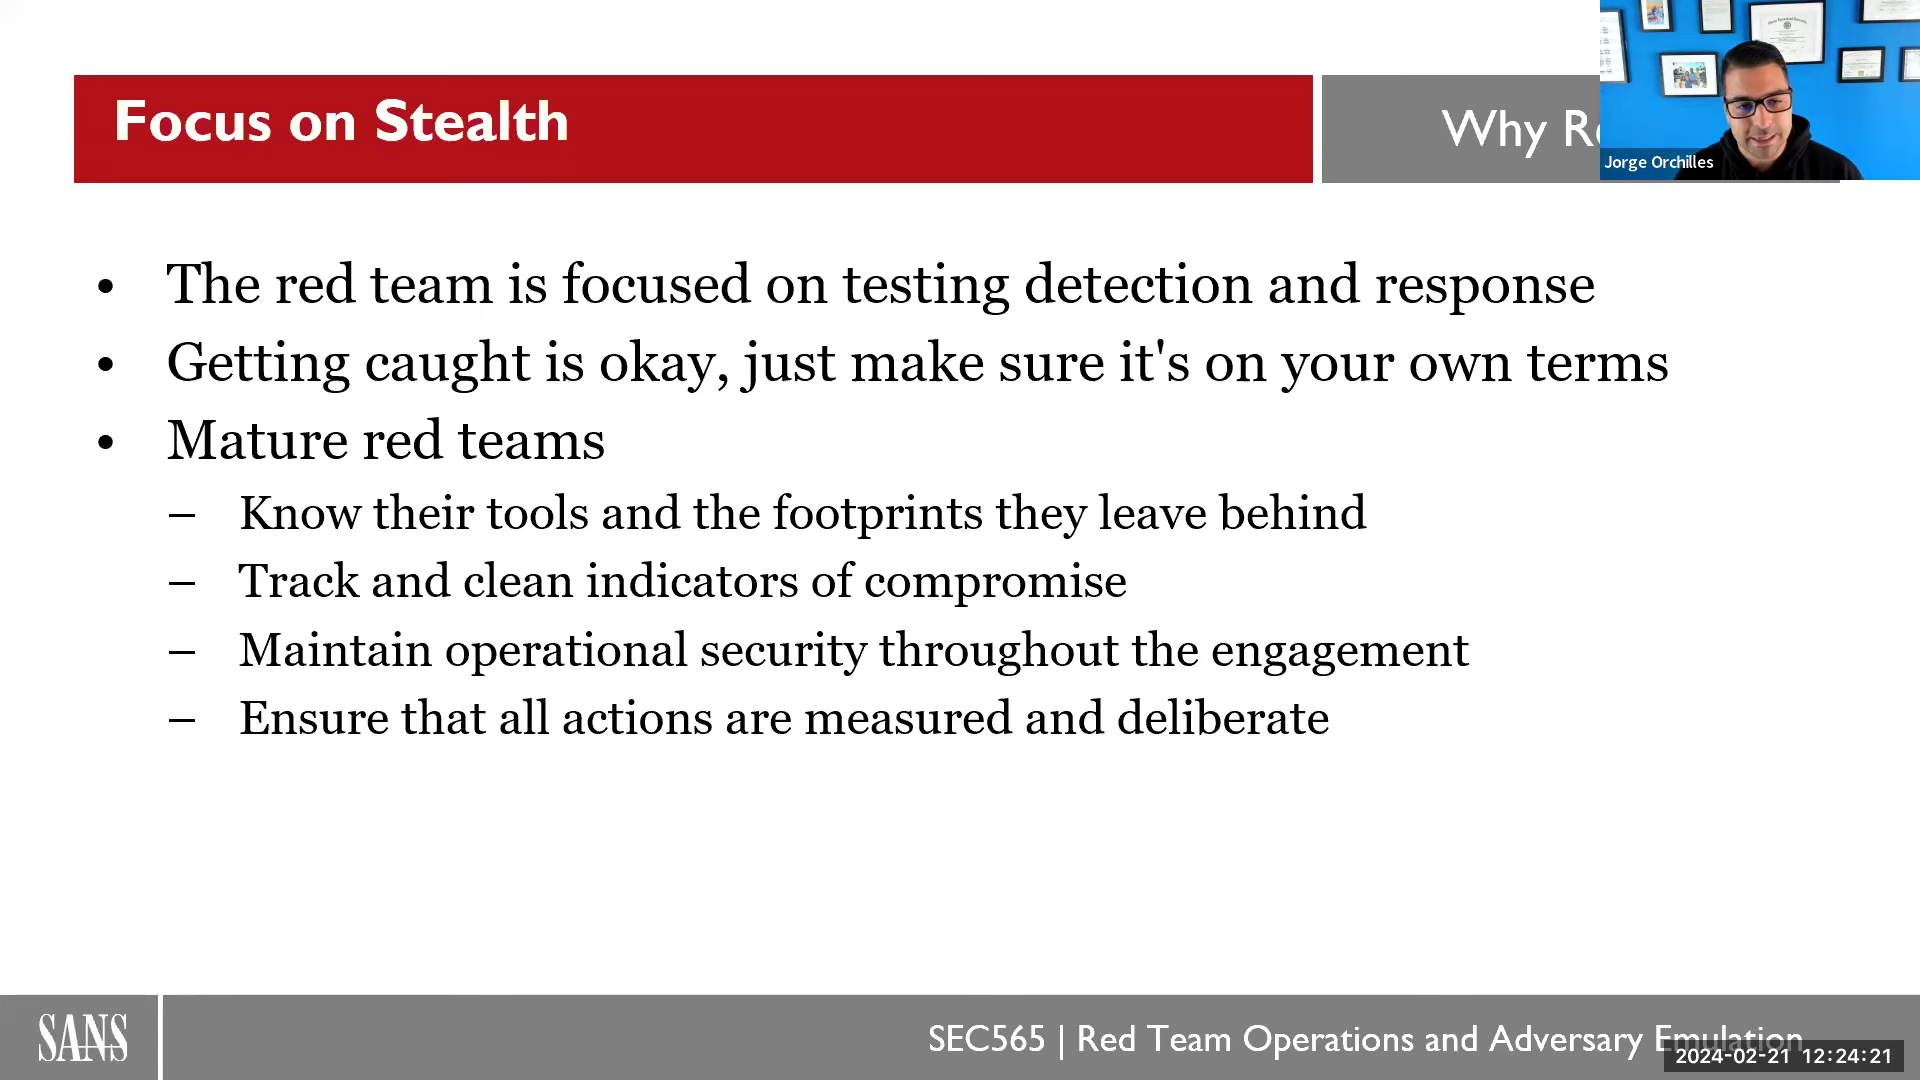 Focus on Stealth
Why R
Jorge Orchilles
• The red team is focused on testing detection and response
• Getting caught is okay, just make sure it's on your own terms
• Mature red teams
– Know their tools and the footprints they leave behind
– Track and clean indicators of compromise
– Maintain operational security throughout the engagement
– Ensure that all actions are measured and deliberate
SANS
SEC565 | Red Team Operations and Adversary Emulation
2024-02-21 12:24:21